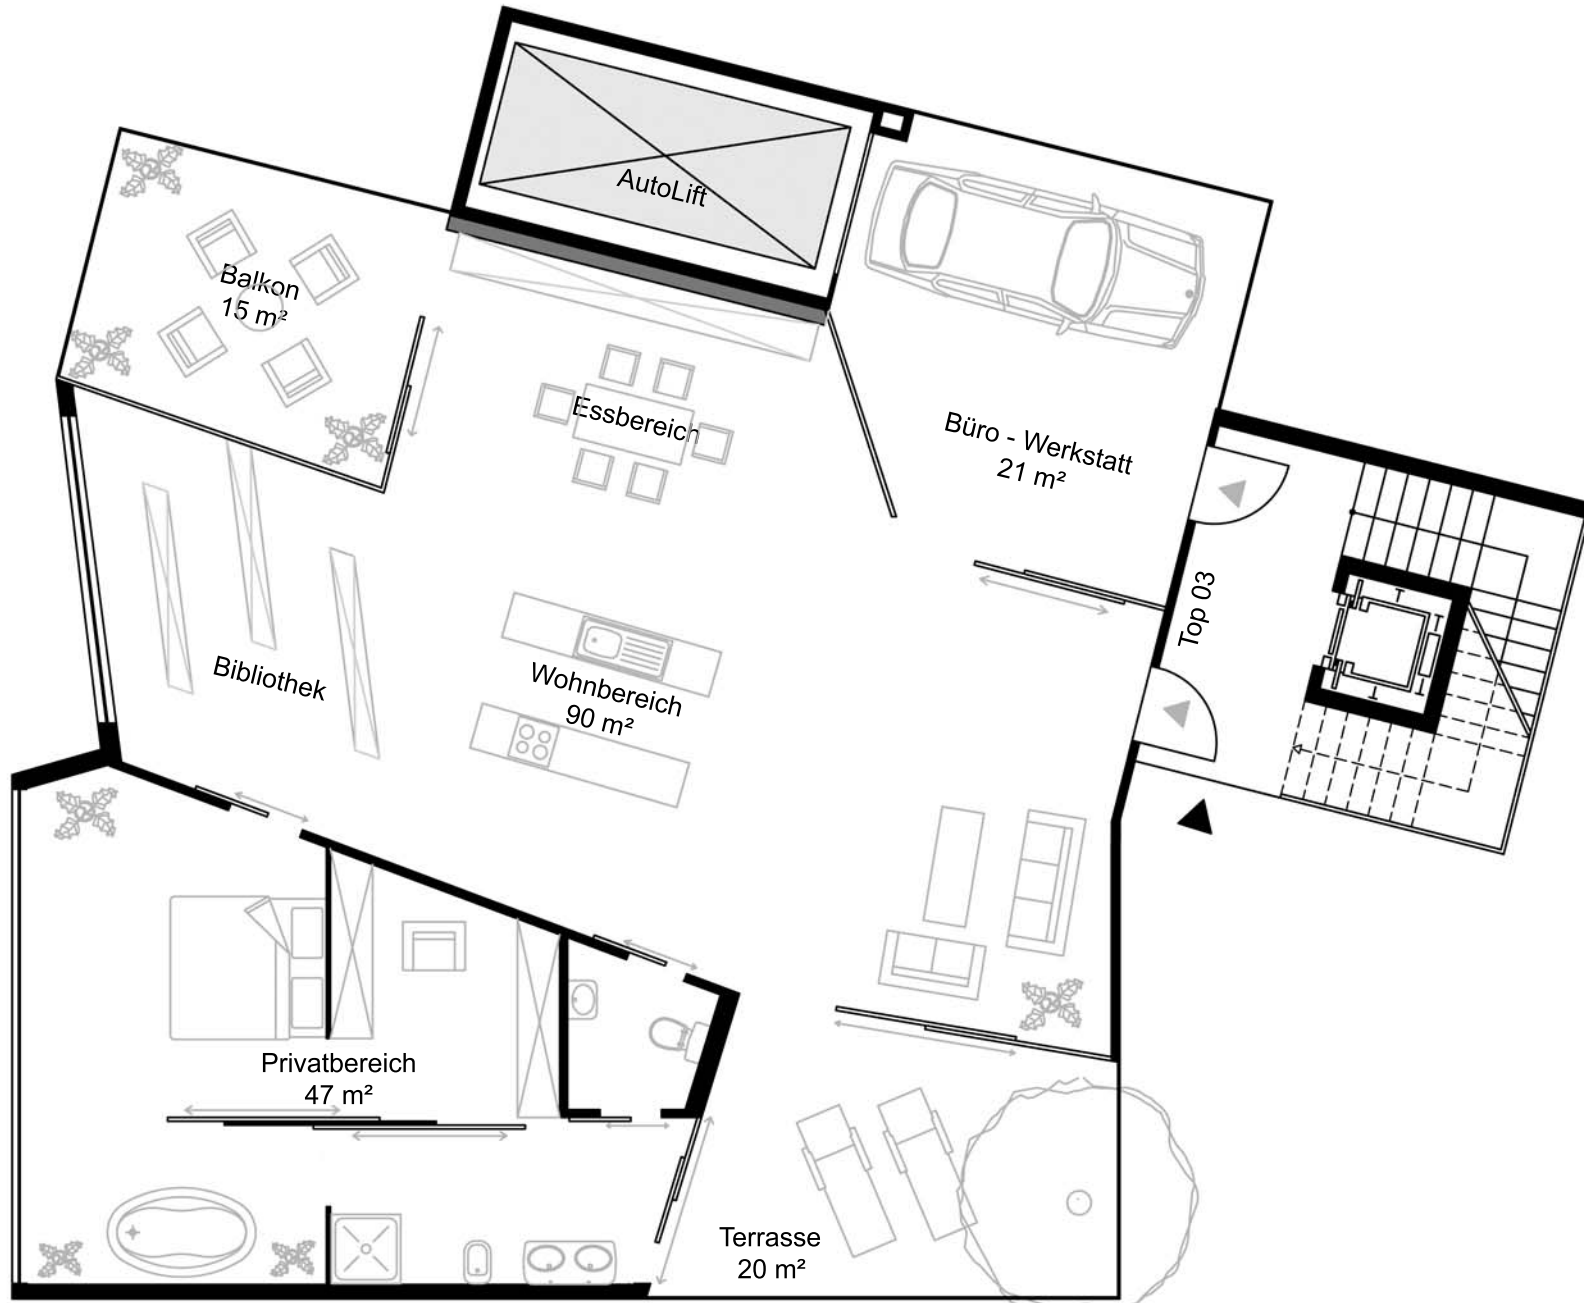 AutoLift
Balkon
15 m²
Essbereich
Büro - Werkstatt
21 m²
Top 03
Bibliothek
Wohnbereich
90 m²
Privatbereich
47 m²
Terrasse
20 m²